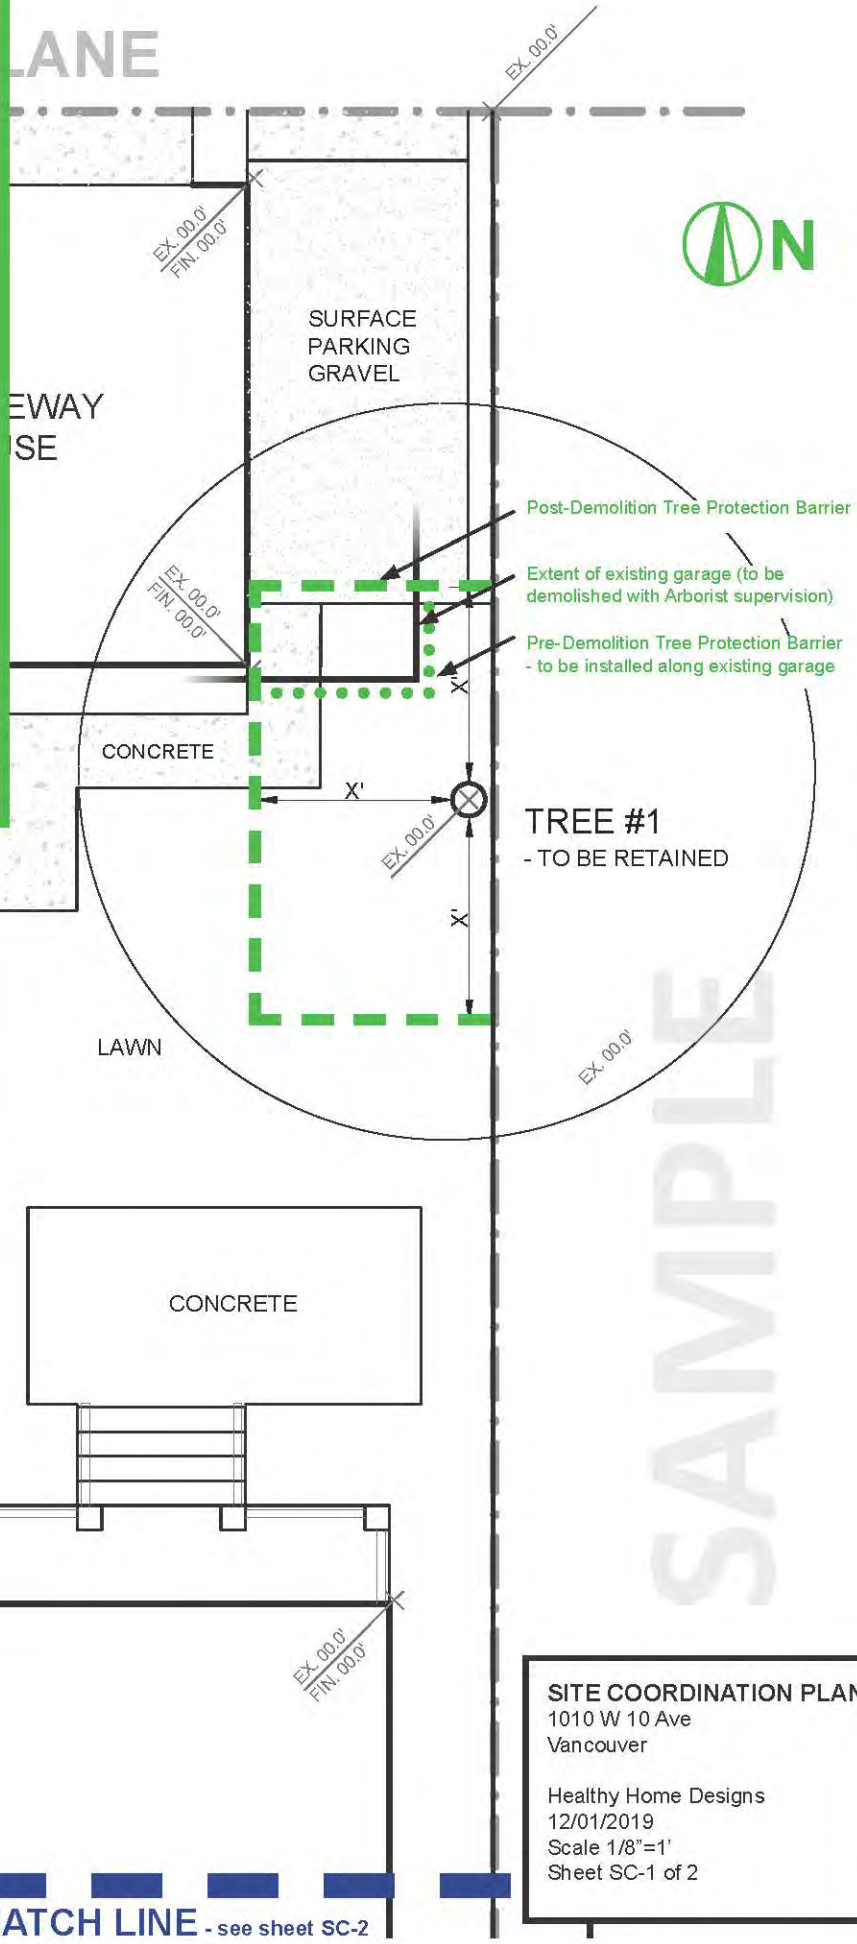 LANE
EX. 00.0'
N
EX. 00.0'
FIN. 00.0'
SURFACE
PARKING
GRAVEL
EWAY
USE
Post-Demolition Tree Protection Barrier
Extent of existing garage (to be
demolished with Arborist supervision)
EX. 00.0'
FIN. 00.0'
Pre-Demolition Tree Protection Barrier
- to be installed along existing garage
X'
CONCRETE
X'
EX. 00.0'
TREE #1
- TO BE RETAINED
X'
LAWN
EX. 00.0'
SAMPLE
CONCRETE
EX. 00.0'
FIN. 00.0'
SITE COORDINATION PLAN
1010 W 10 Ave
Vancouver
Healthy Home Designs
12/01/2019
Scale 1/8"=1'
Sheet SC-1 of 2
ATCH LINE - see sheet SC-2